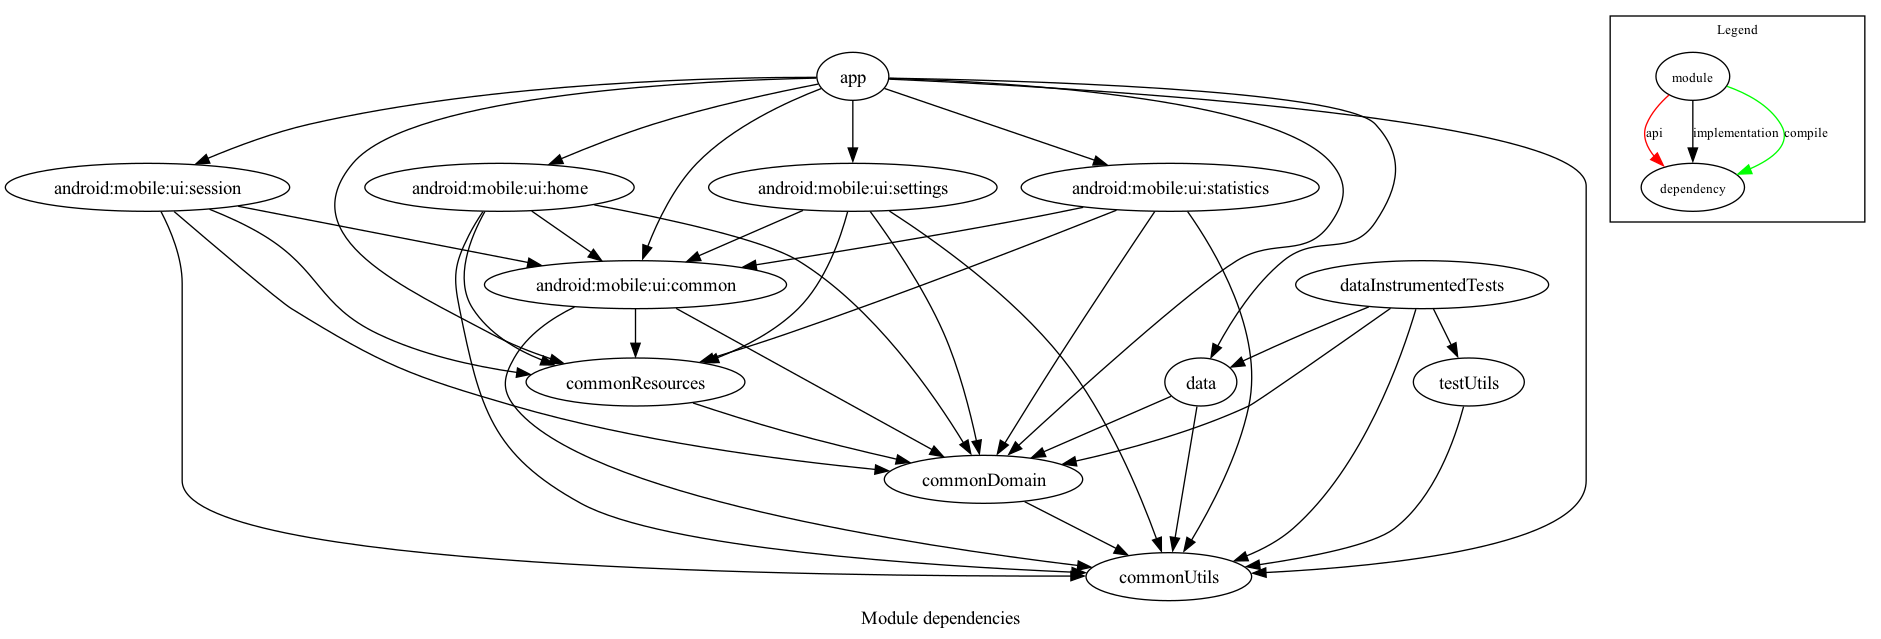 Legend
app
module
api
implementation
compile
android:mobile:ui:session
android:mobile:ui:home
android:mobile:ui:settings
android:mobile:ui:statistics
dependency
android:mobile:ui:common
dataInstrumentedTests
commonResources
data
testUtils
commonDomain
commonUtils
Module dependencies